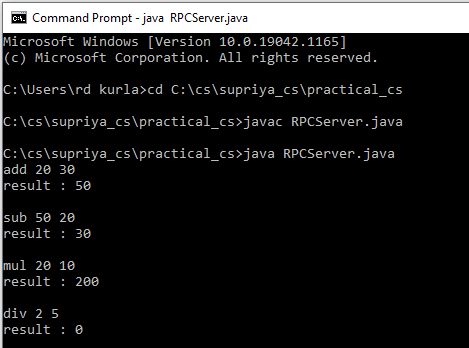 Command Prompt - java  RPCServer.java
Microsoft Windows [Version 10.0.19042.1165]
(c) Microsoft Corporation. All rights reserved.
C:\Users\rd kurla>cd C:\cs\supriya_cs\practical_cs
C:\cs\supriya_cs\practical_cs>javac RPCServer.java
C:\cs\supriya_cs\practical_cs>java RPCServer.java
add 20 30
result : 50
sub 50 20
result : 30
mul 20 10
result : 200
div 2 5
result : 0